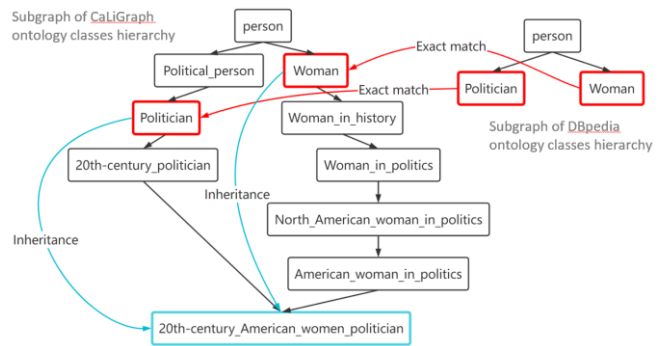 Subgraph of CaLiGraph
ontology classes hierarchy
person
person
Exact match
Political_person
Woman
Exact match
Politician
Woman
Politician
Woman_in_history
Subgraph of DBpedia
ontology classes hierarchy
20th-century_politician
Woman_in_politics
Inheritance
North_American_woman_in_politics
Inheritance
American_woman_in_politics
20th-century_American_women_politician